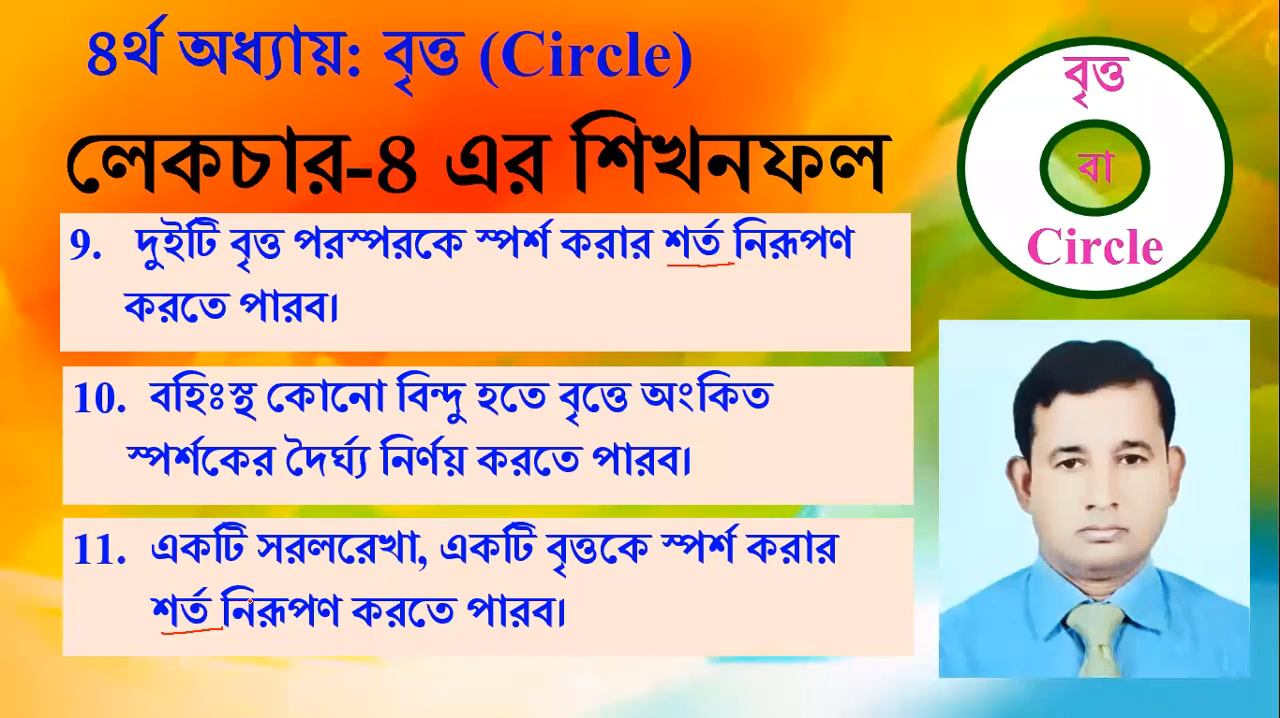 ৪র্থ অধ্যায়: বৃত্ত (Circle)
লেকচার-৪ এর শিখনফল
9. দুইটি বৃত্ত পরস্পরকে স্পর্শ করার শর্ত নিরূপণ
করতে পারব।
10. বহিঃস্থ কোনো বিন্দু হতে বৃত্তে অংকিত
স্পর্শকের দৈর্ঘ্য নির্ণয় করতে পারব।
11. একটি সরলরেখা, একটি বৃত্তকে স্পর্শ করার
শর্ত নিরূপণ করতে পারব।
বৃত্ত
বা
Circle